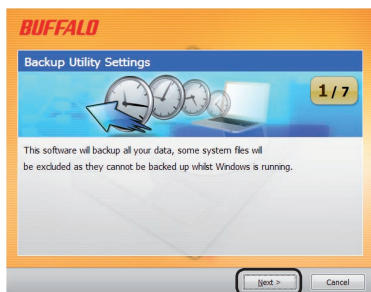 BUFFALO
Backup Utility Settings
1 / 7
This software will backup all your data, some system files will
be excluded as they cannot be backed up whilst Windows is running.
Next >
Cancel